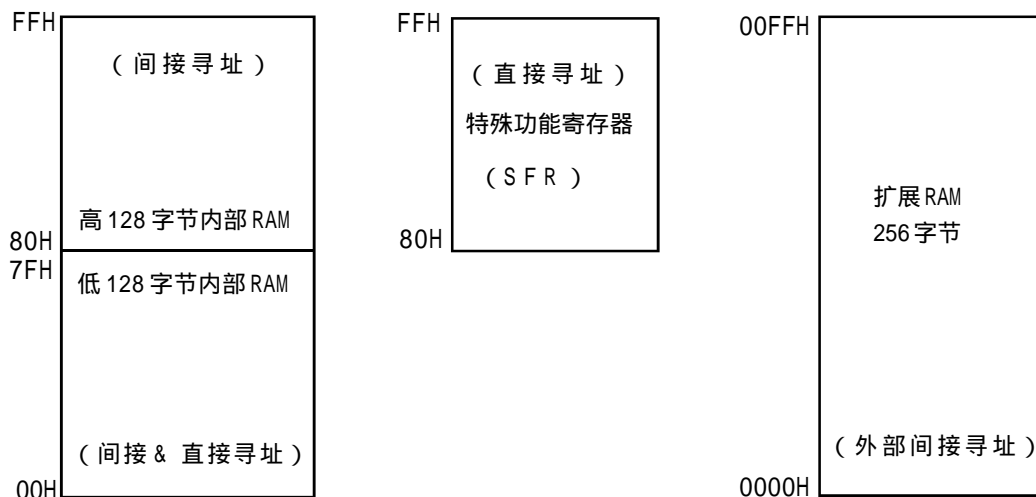 FFH
(间接寻址)
高128字节内部RAM
80H
7FH
低128字节内部RAM
(间接& 直接寻址)
00H
FFH
(直接寻址)
特殊功能寄存器
(SFR)
80H
00FFH
扩展RAM
256字节
(外部间接寻址)
0000H